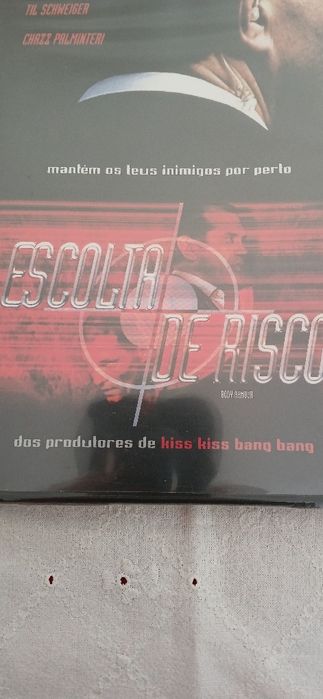 TIL SCHWEIGER
CHAZZ PALMINTERI
mantém os teus inimigos por perto
ESCOLTA
DE RISCO
BODY ARMOUR
dos produtores de kiss kiss bang bang